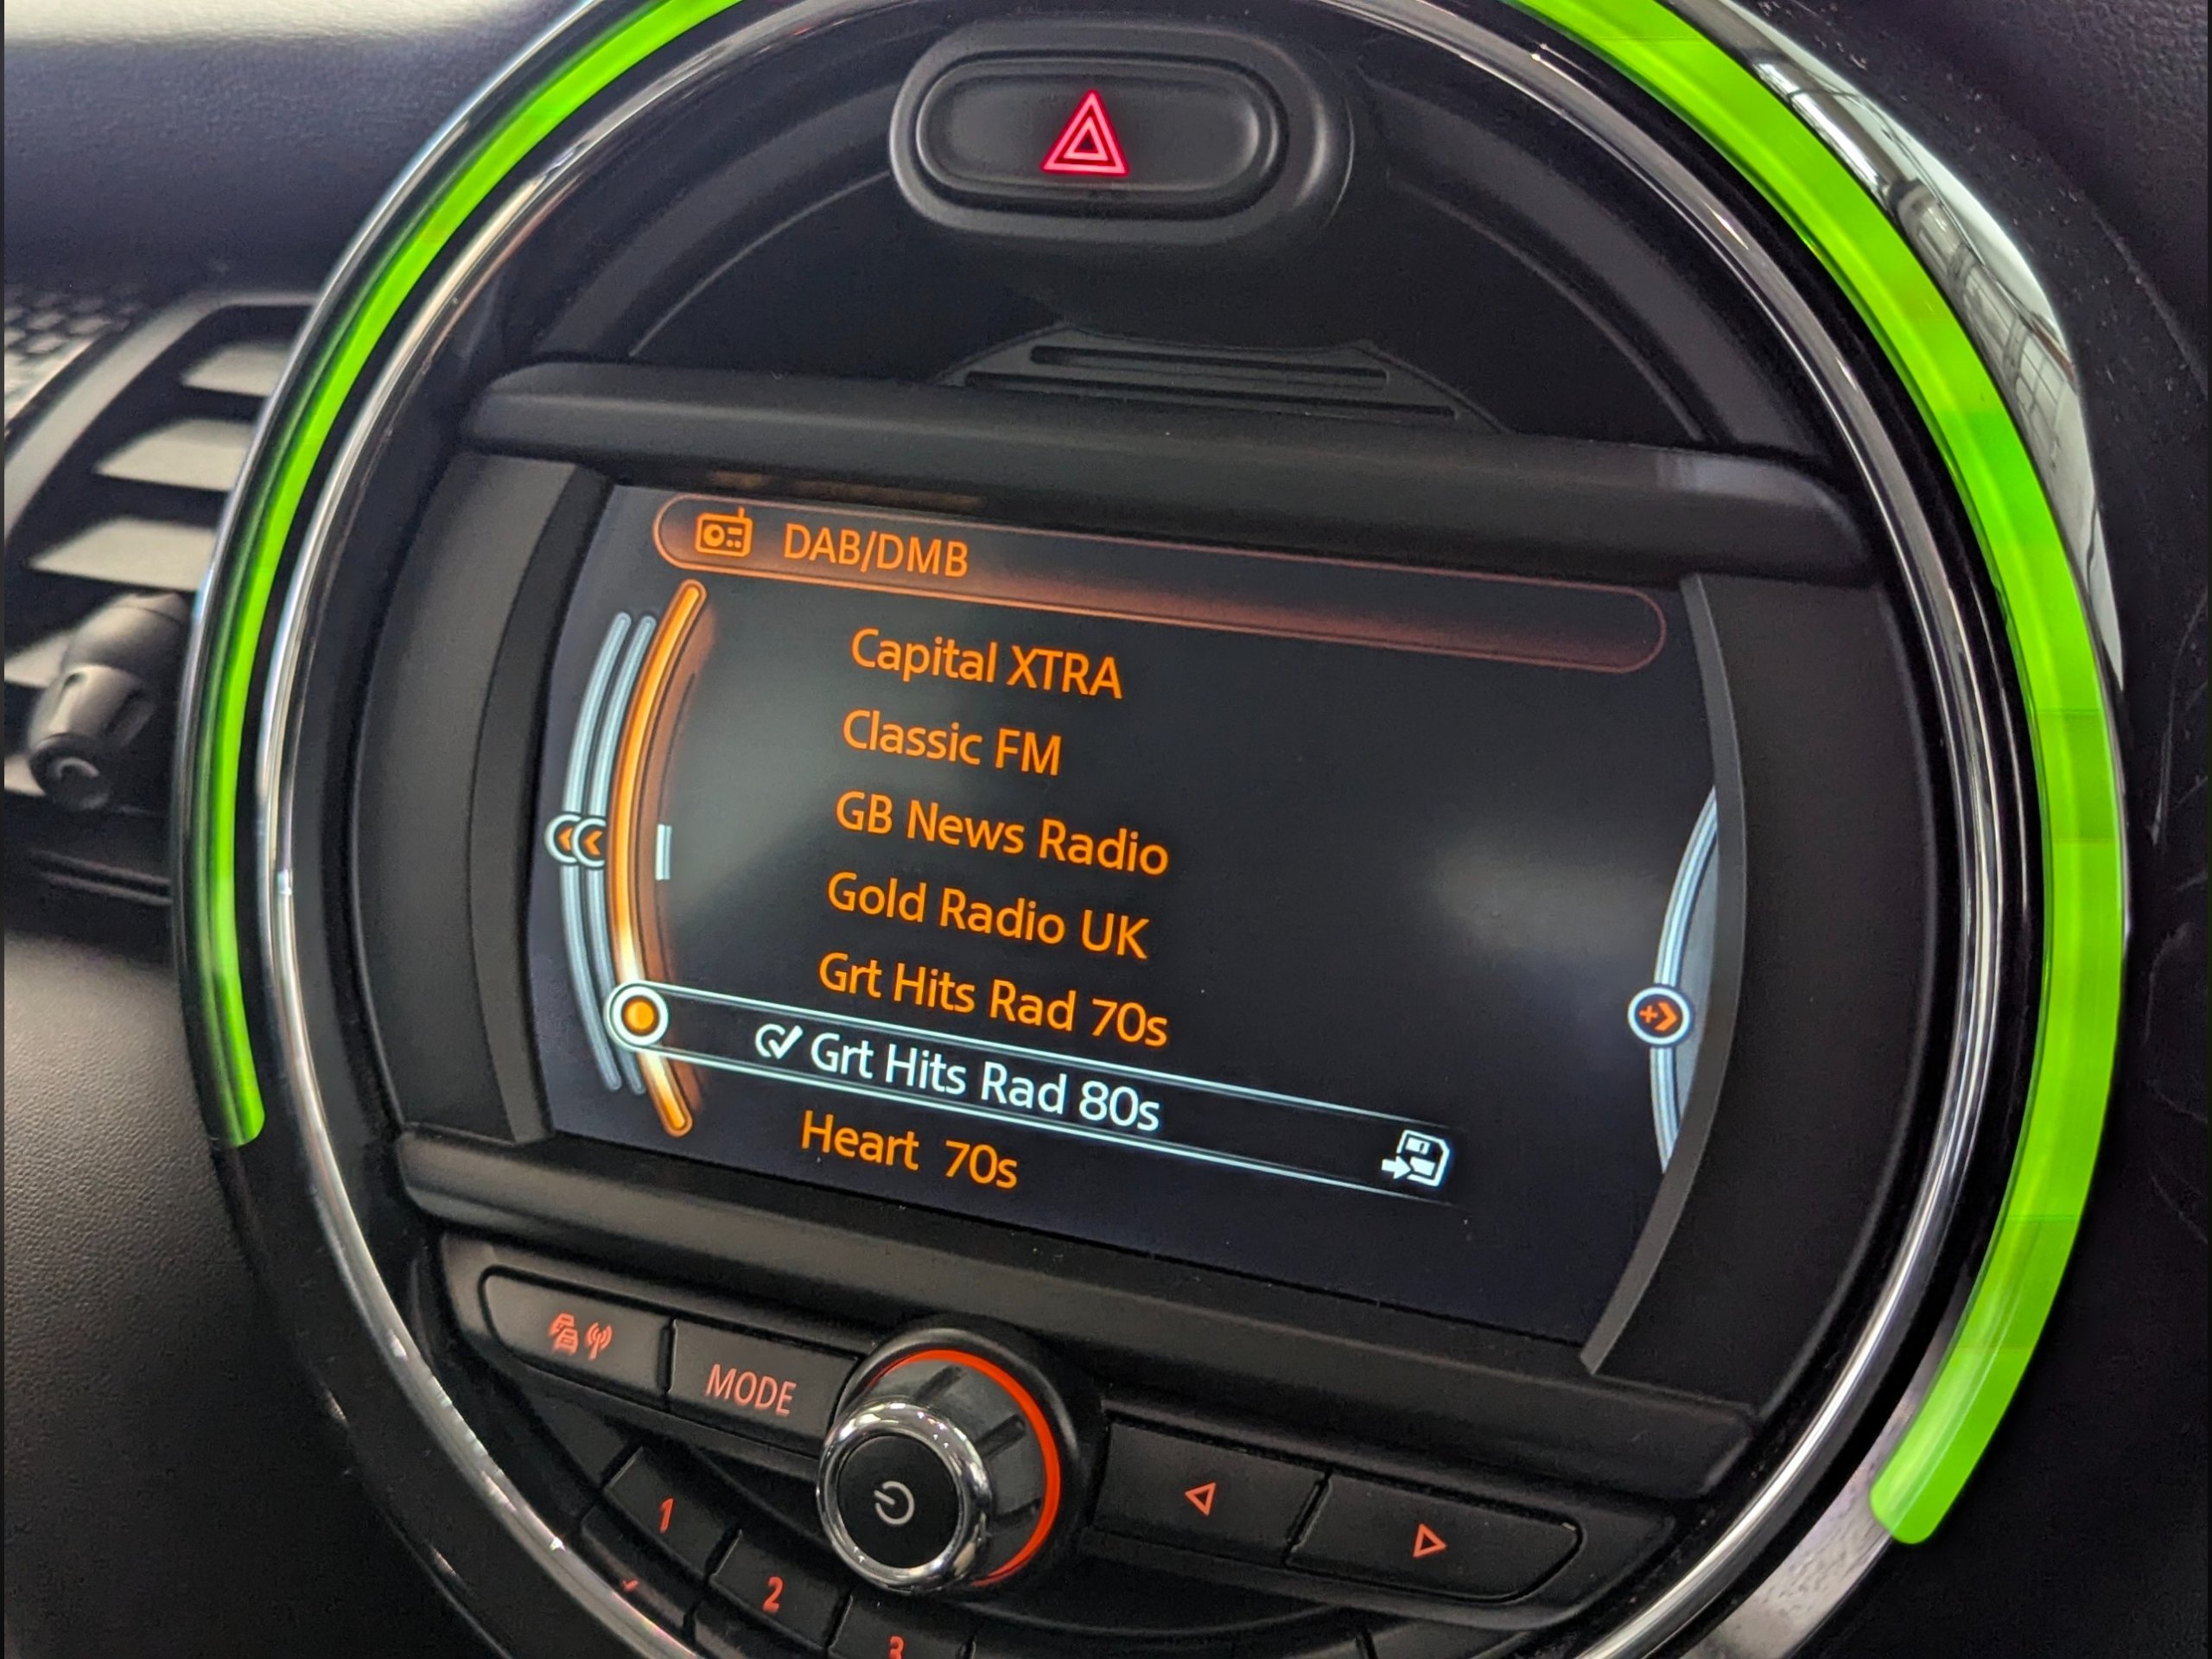 DAB/DMB
Capital XTRA
Classic FM
GB News Radio
Gold Radio UK
Grt Hits Rad 70s
Grt Hits Rad 80s
Heart 70s
MODE
1
2
3